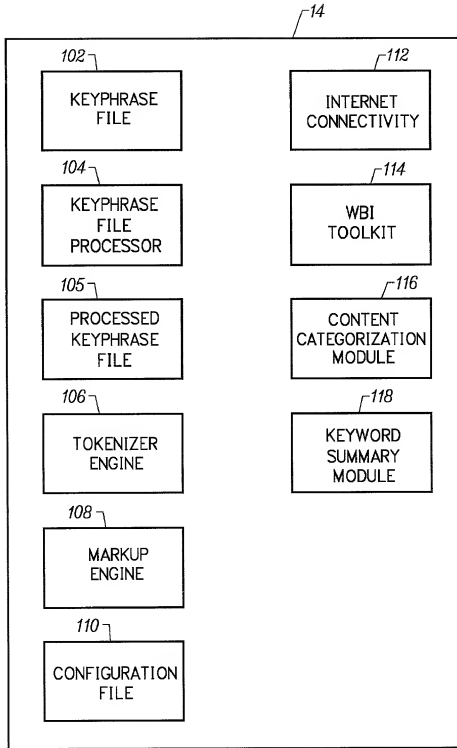 14
102
KEYPHRASE
FILE
104
KEYPHRASE
FILE
PROCESSOR
105
PROCESSED
KEYPHRASE
FILE
106
TOKENIZER
ENGINE
108
MARKUP
ENGINE
110
CONFIGURATION
FILE
112
INTERNET
CONNECTIVITY
114
WBI
TOOLKIT
116
CONTENT
CATEGORIZATION
MODULE
118
KEYWORD
SUMMARY
MODULE